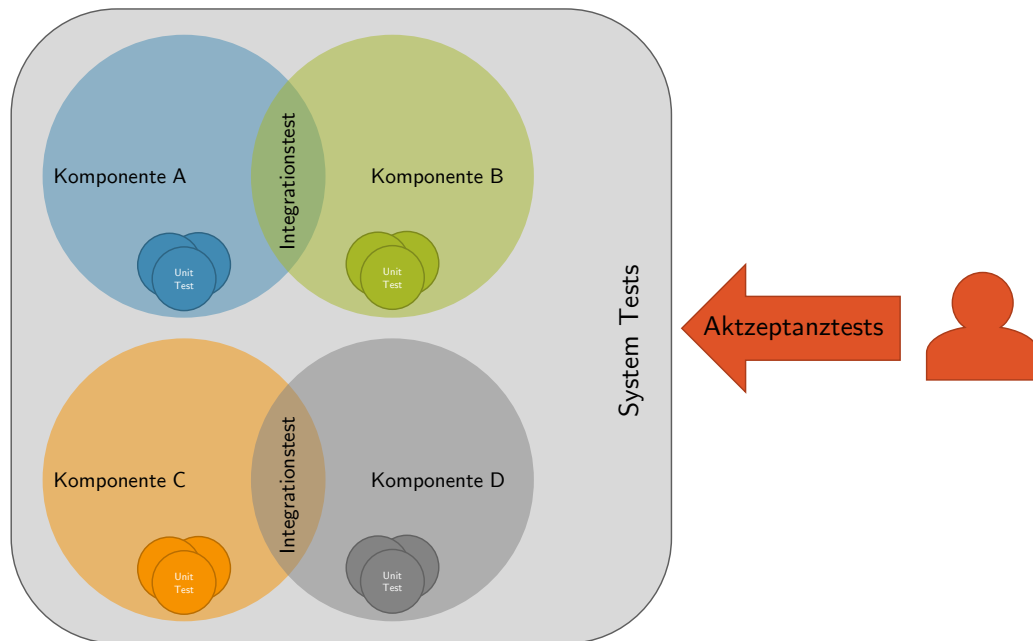 Komponente A
Integrationstest
Komponente B
Unit
Test
Unit
Test
System Tests
Aktzeptanztests
Komponente C
Integrationstest
Komponente D
Unit
Test
Unit
Test